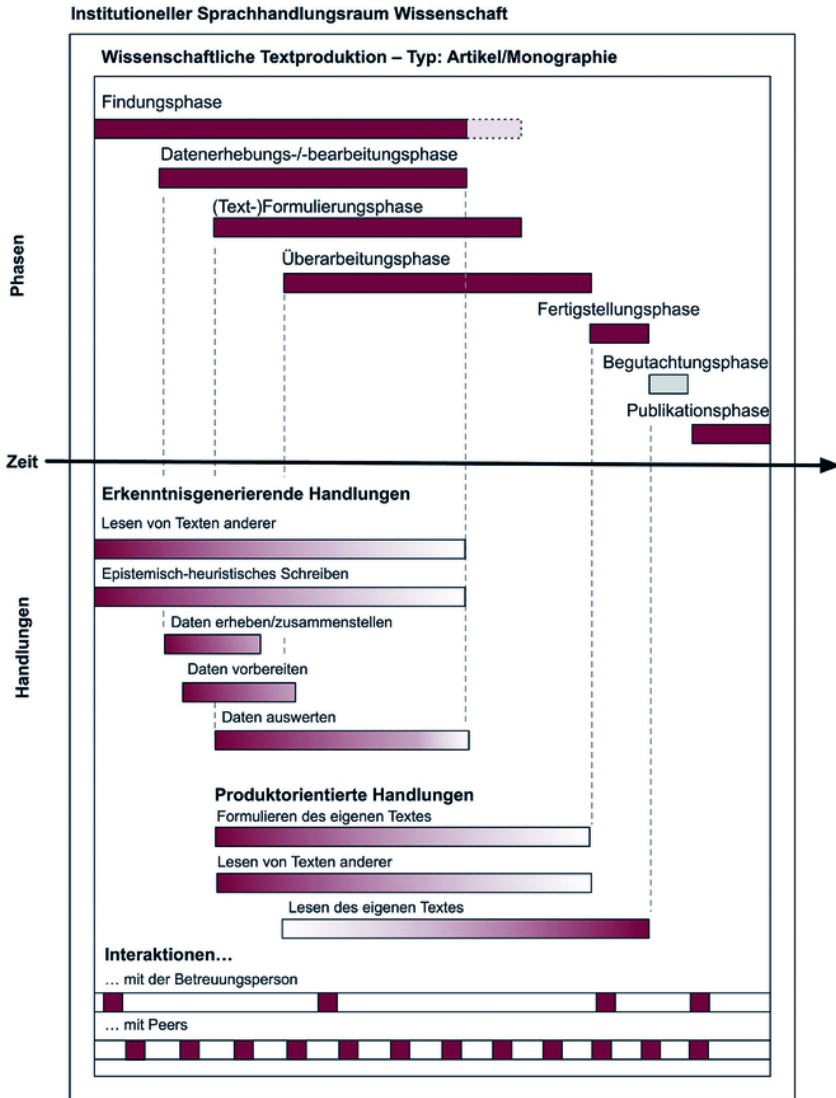 Institutioneller Sprachhandlungsraum Wissenschaft
Wissenschaftliche Textproduktion – Typ: Artikel/Monographie
Findungsphase
Datenerhebungs-/-bearbeitungsphase
(Text-)Formulierungsphase
Überarbeitungsphase
Fertigstellungsphase
Begutachtungsphase
Publikationsphase
Phasen
Zeit
Erkenntnisgenerierende Handlungen
Lesen von Texten anderer
Epistemisch-heuristisches Schreiben
Daten erheben/zusammenstellen
Daten vorbereiten
Daten auswerten
Handlungen
Produktorientierte Handlungen
Formulieren des eigenen Textes
Lesen von Texten anderer
Lesen des eigenen Textes
Interaktionen…
… mit der Betreuungsperson
… mit Peers